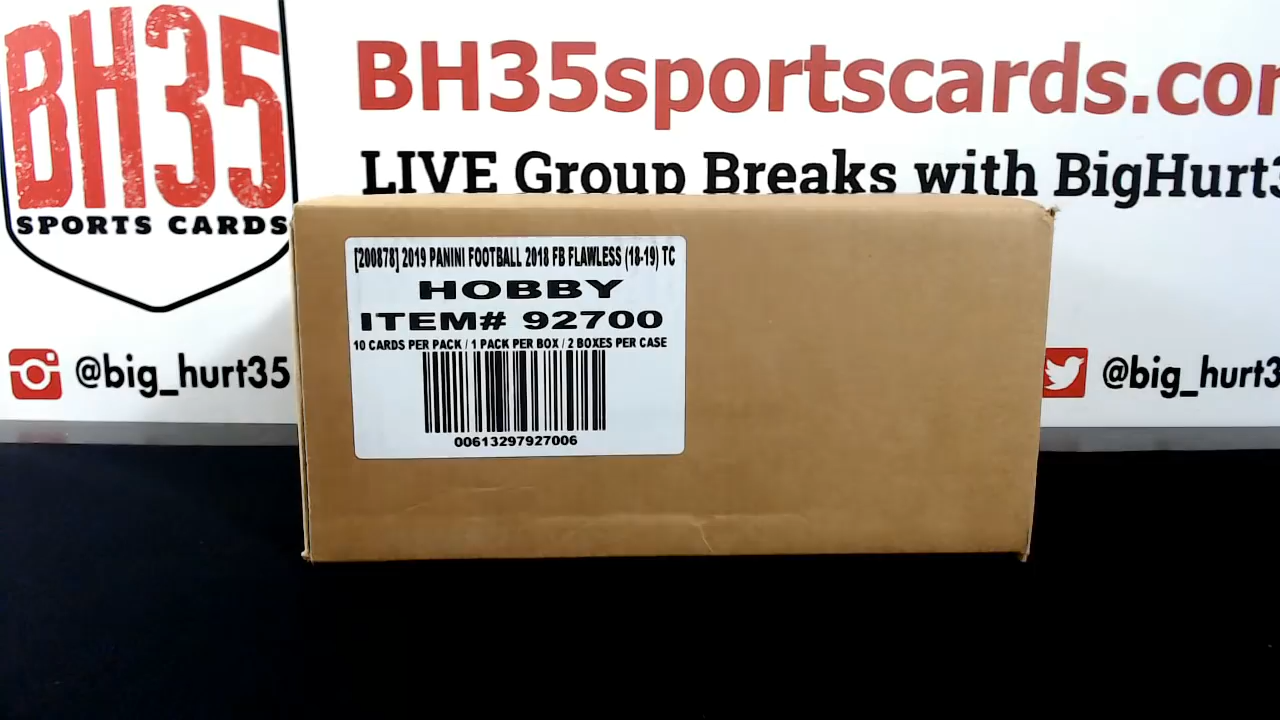 BH35
SPORTS CARDS
@big_hurt35
BH35sportscards.com
LIVE Group Breaks with BigHurt3
[200878] 2019 PANINI FOOTBALL 2018 FB FLAWLESS (18-19) TC
HOBBY
ITEM# 92700
10 CARDS PER PACK / 1 PACK PER BOX / 2 BOXES PER CASE
00613297927006
@big_hurt3